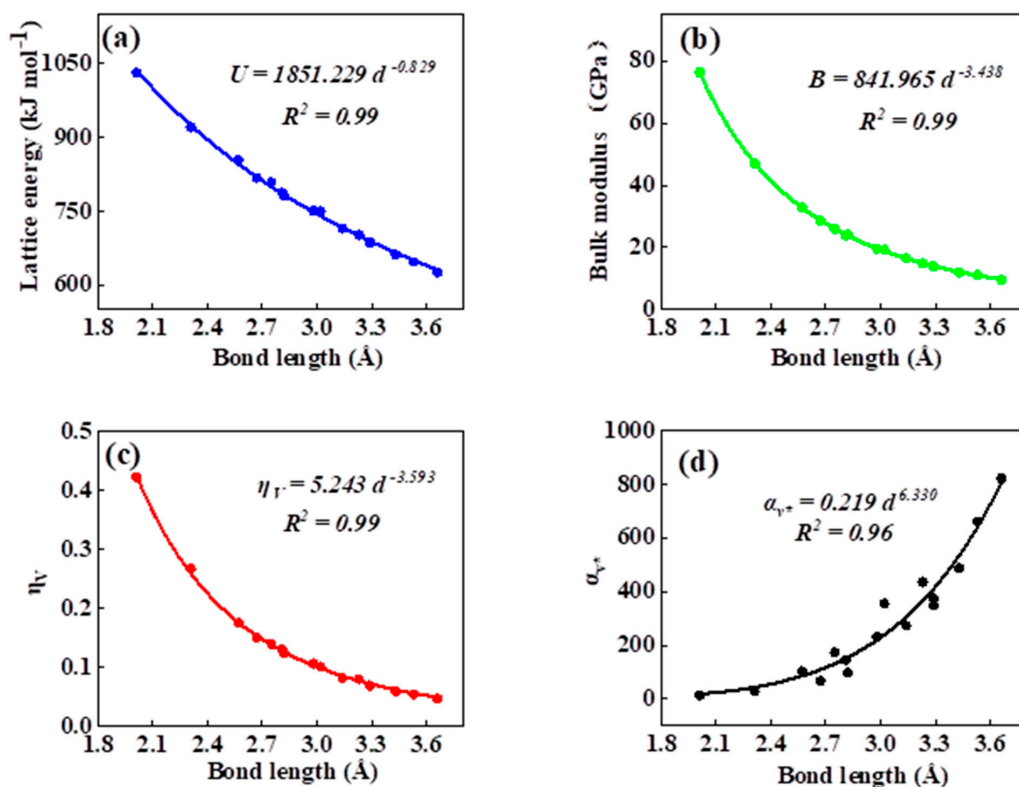 (a)
U = 1851.229 d^-0.829
R² = 0.99
Lattice energy (kJ mol⁻¹)
1050
900
750
600
1.8 2.1 2.4 2.7 3.0 3.3 3.6
Bond length (Å)
(b)
B = 841.965 d^-3.438
R² = 0.99
Bulk modulus (GPa)
80
60
40
20
0
1.8 2.1 2.4 2.7 3.0 3.3 3.6
Bond length (Å)
(c)
η_V = 5.243 d^-3.593
R² = 0.99
η_V
0.5
0.4
0.3
0.2
0.1
0.0
1.8 2.1 2.4 2.7 3.0 3.3 3.6
Bond length (Å)
(d)
α_v* = 0.219 d^6.330
R² = 0.96
α_v*
1000
800
600
400
200
0
1.8 2.1 2.4 2.7 3.0 3.3 3.6
Bond length (Å)